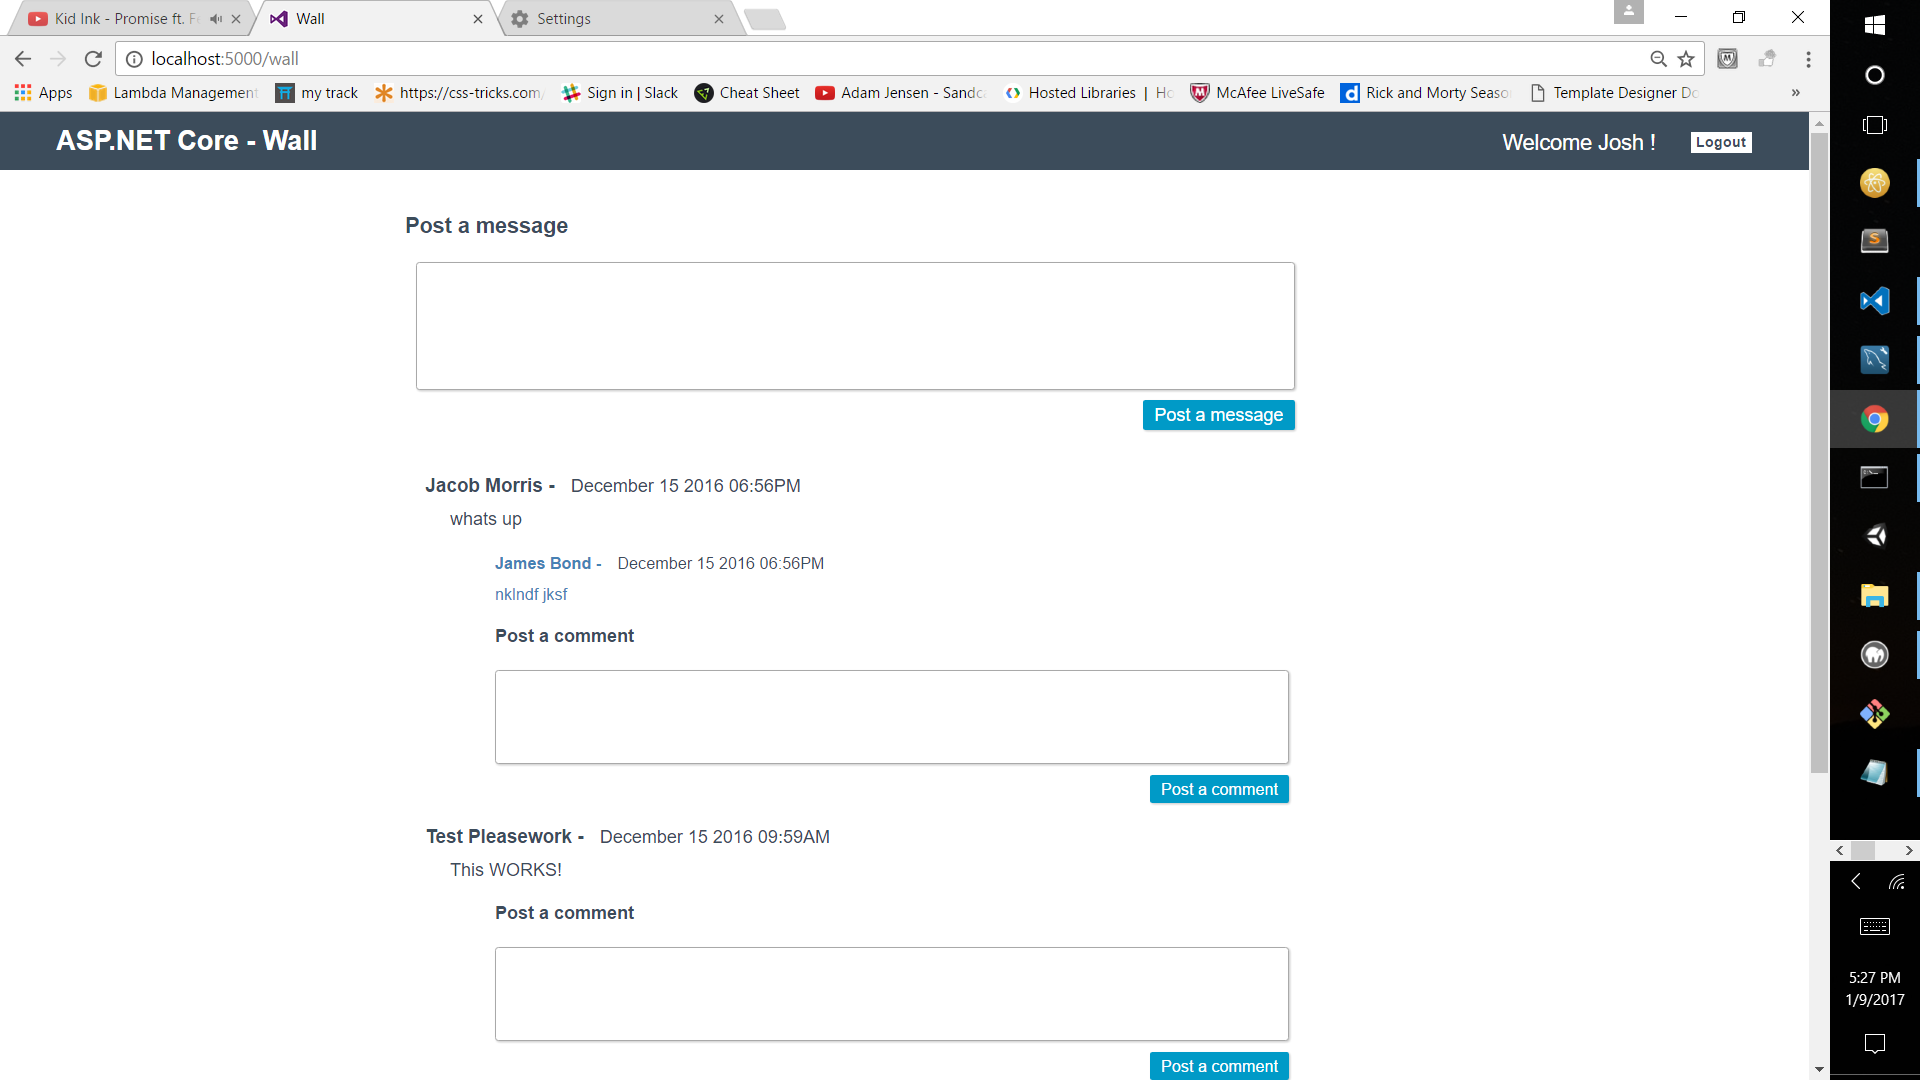 Kid Ink - Promise ft.
Wall
Settings
localhost:5000/wall
Apps
Lambda Management
my track
https://css-tricks.com/
Sign in | Slack
Cheat Sheet
Adam Jensen - Sandc
Hosted Libraries | Ho
McAfee LiveSafe
Rick and Morty Seaso
Template Designer Do
»
ASP.NET Core - Wall
Welcome Josh !
Logout
Post a message
Post a message
Jacob Morris - December 15 2016 06:56PM
whats up
James Bond - December 15 2016 06:56PM
nklndf jksf
Post a comment
Post a comment
Test Pleasework - December 15 2016 09:59AM
This WORKS!
Post a comment
Post a comment
5:27 PM
1/9/2017